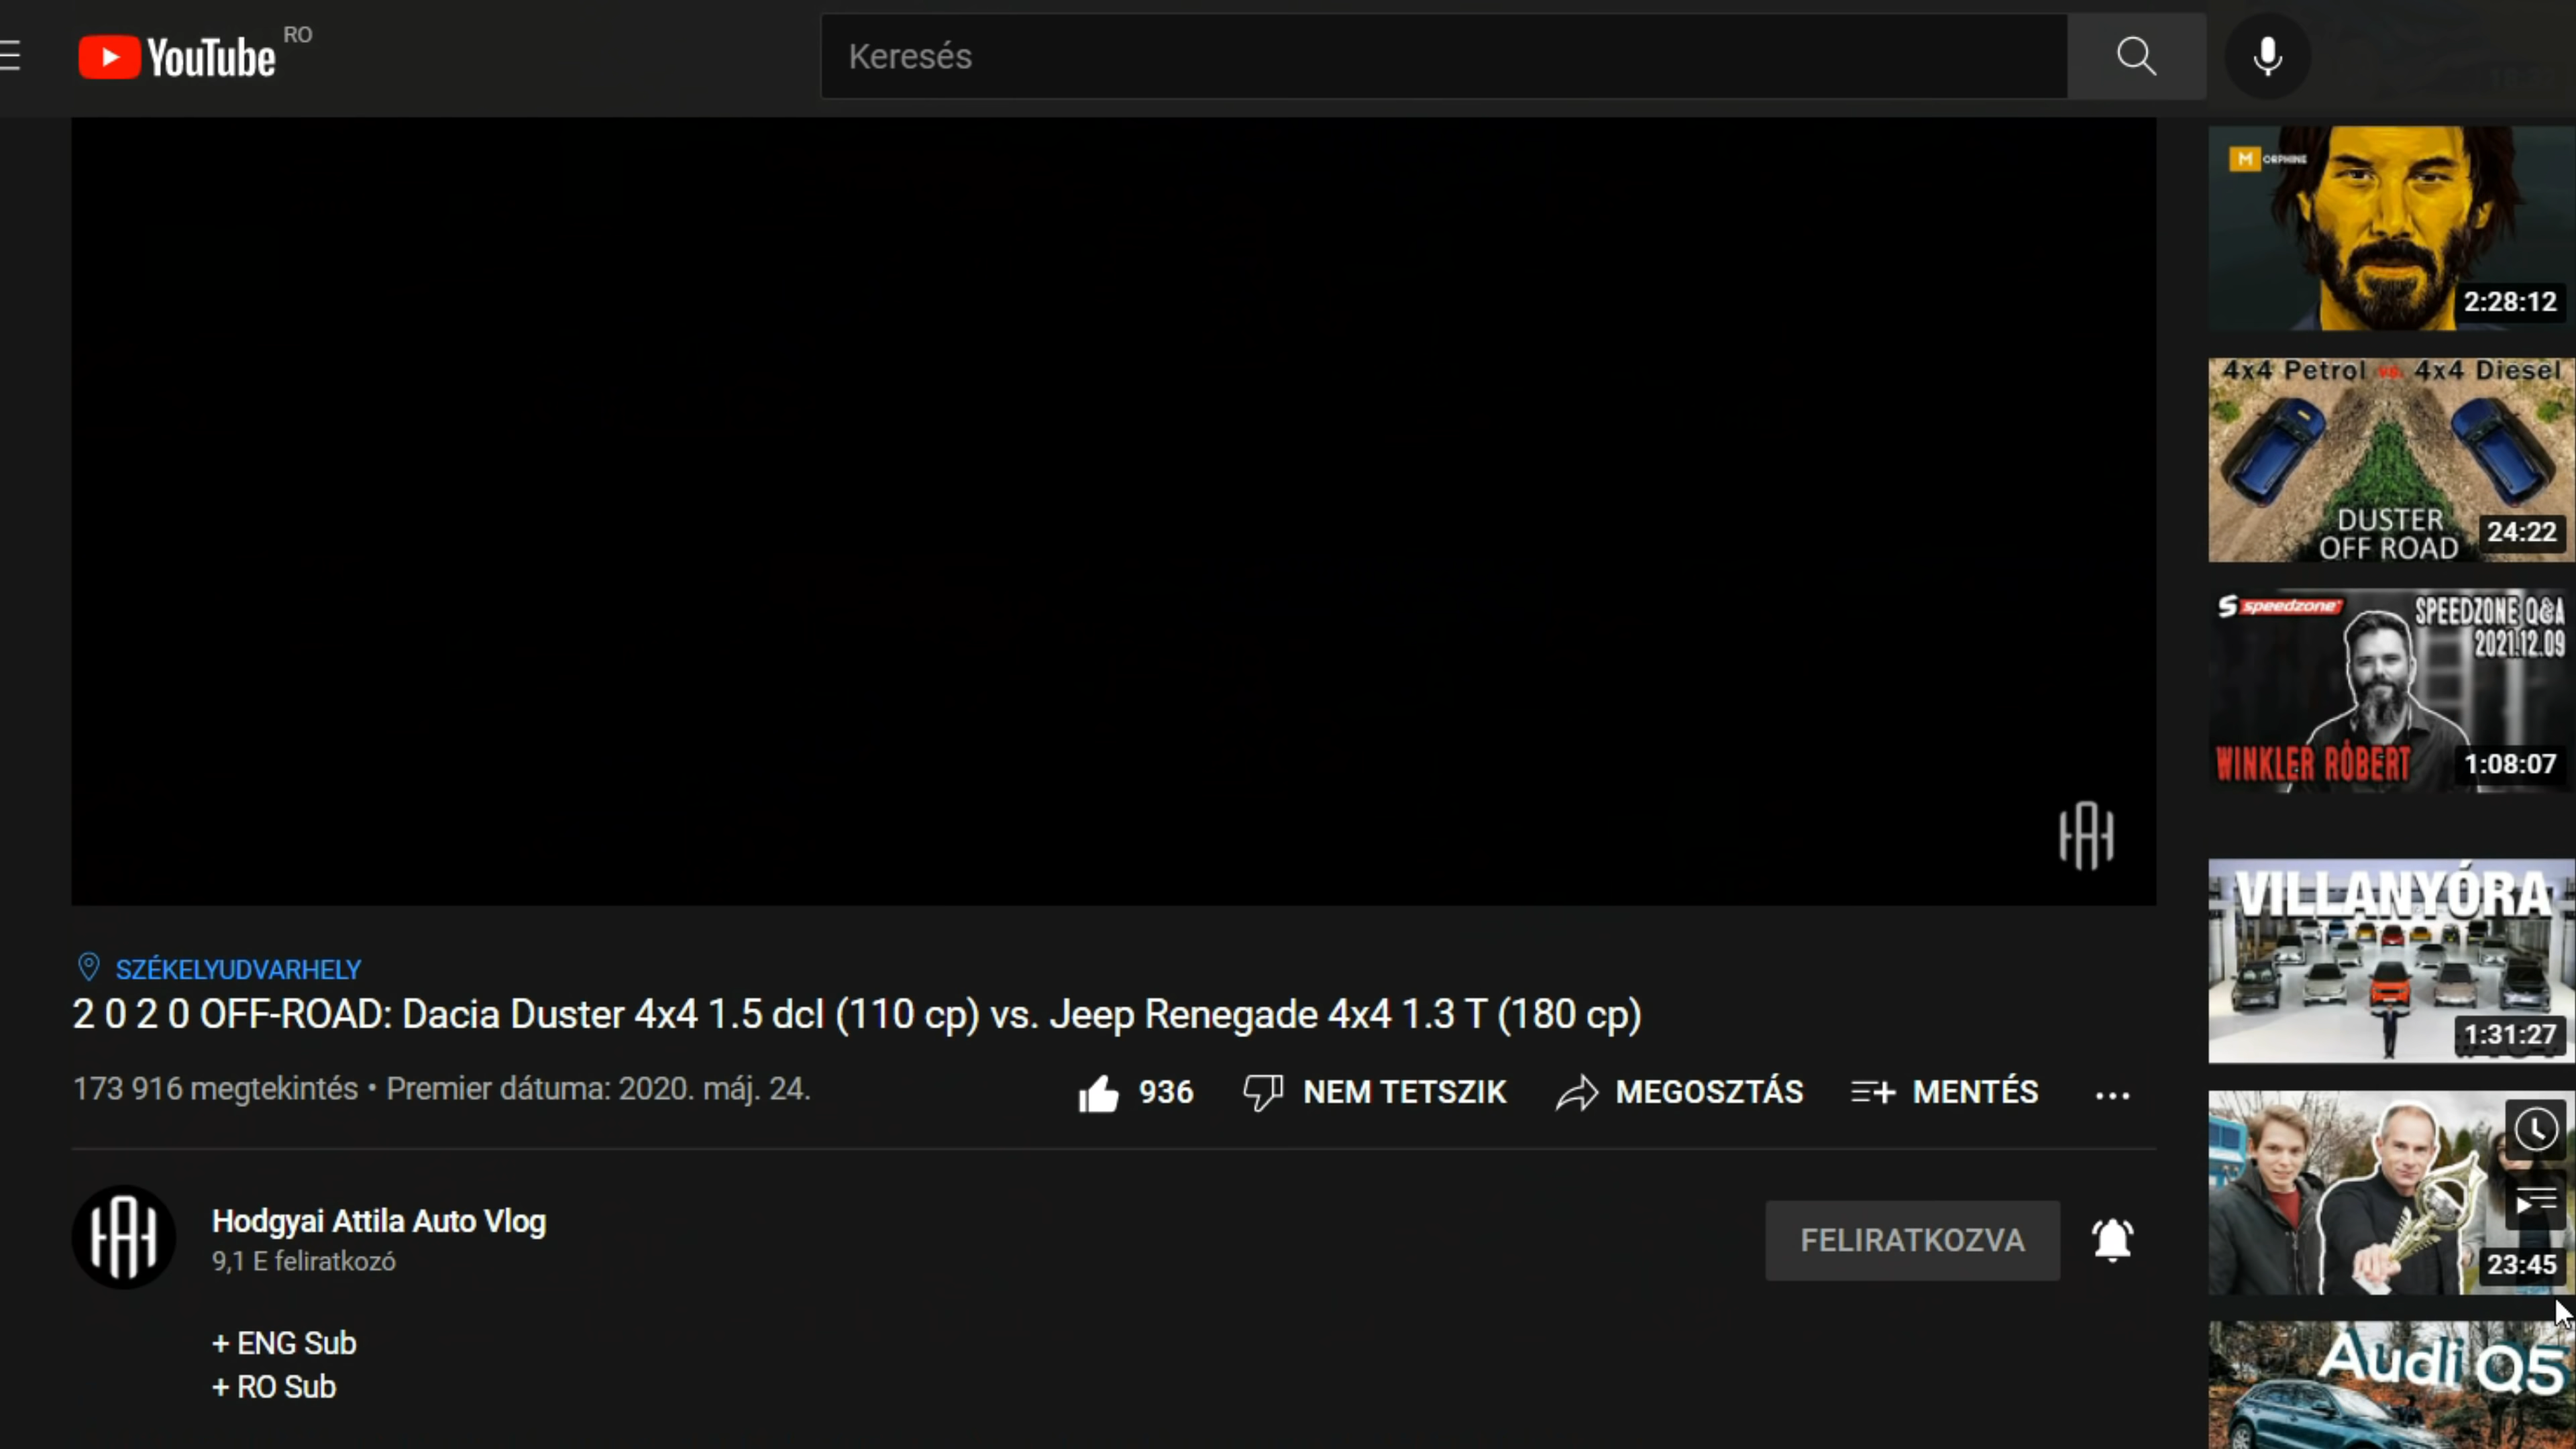 YouTube RO
Keresés
SZÉKELYUDVARHELY
2 0 2 0 OFF-ROAD: Dacia Duster 4x4 1.5 dcI (110 cp) vs. Jeep Renegade 4x4 1.3 T (180 cp)
173 916 megtekintés • Premier dátuma: 2020. máj. 24.
936 NEM TETSZIK MEGOSZTÁS MENTÉS
Hodgyai Attila Auto Vlog
9,1 E feliratkozó
FELIRATKOZVA
+ ENG Sub
+ RO Sub
M ORPHINE
2:28:12
4x4 Petrol vs. 4x4 Diesel
DUSTER
OFF ROAD
24:22
speedzone
SPEEDZONE Q&A
2021.12.09
WINKLER RÓBERT
1:08:07
VILLANYÓRA
1:31:27
23:45
Audi Q5